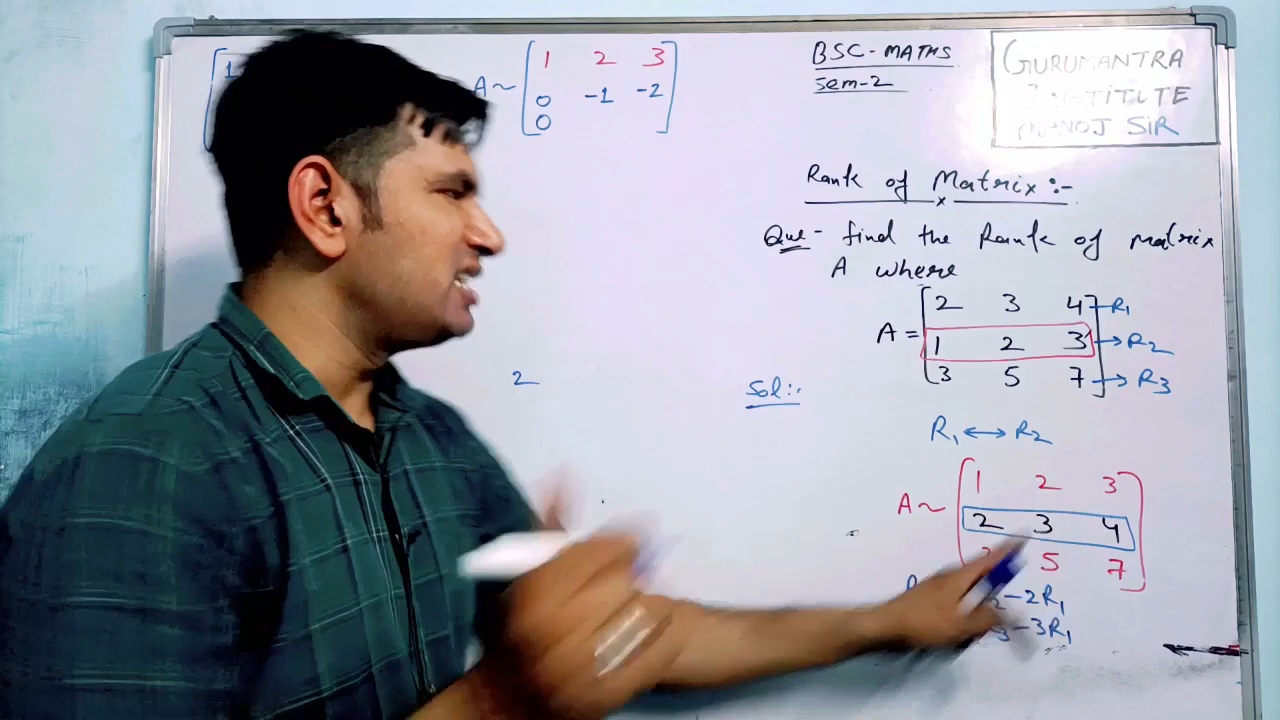 1
A ~ [1 2 3
0 -1 -2
0]
2
BSC-MATHS
Sem-2
GURUMANTRA
INSTITUTE
MANOJ SIR
Rank of Matrix :-
Que - find the Rank of matrix
A where
A = [2 3 4] → R1
1 2 3 → R2
3 5 7 → R3
Sol :-
R1 ↔ R2
A ~ [1 2 3
2 3 4
5 7]
-2R1
3 -3R1